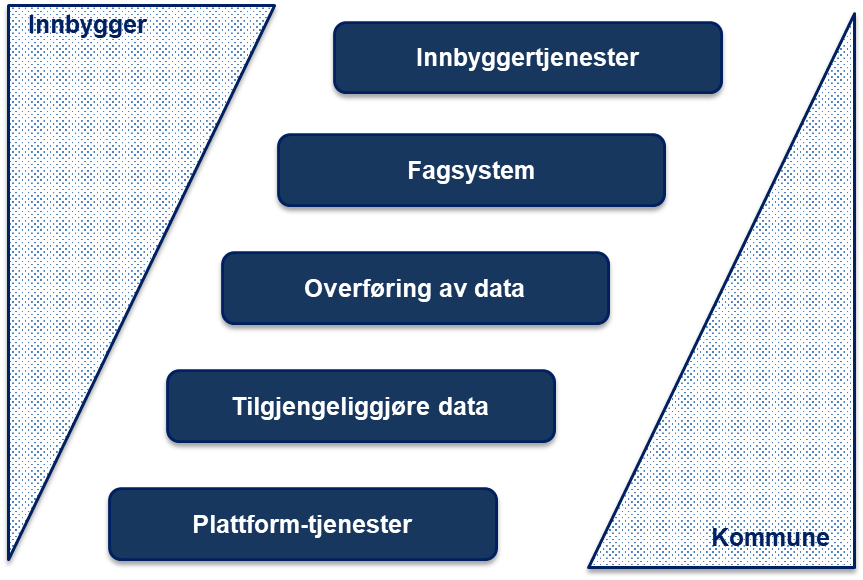 Innbygger
Innbyggertjenester
Fagsystem
Overføring av data
Tilgjengeliggjøre data
Plattform-tjenester
Kommune